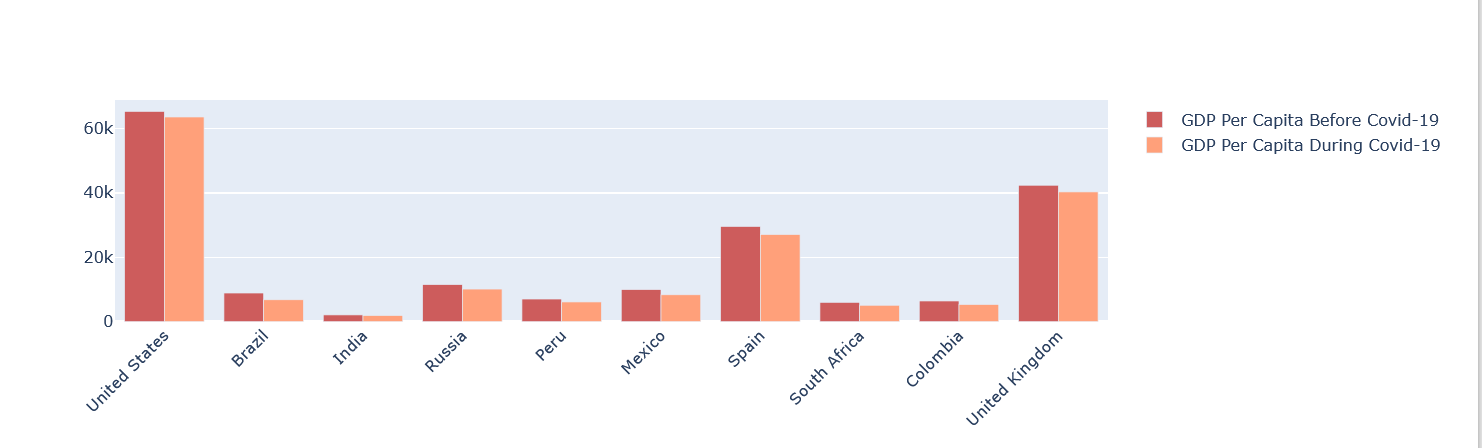 60k
40k
20k
0
United States
Brazil
India
Russia
Peru
Mexico
Spain
South Africa
Colombia
United Kingdom
GDP Per Capita Before Covid-19
GDP Per Capita During Covid-19